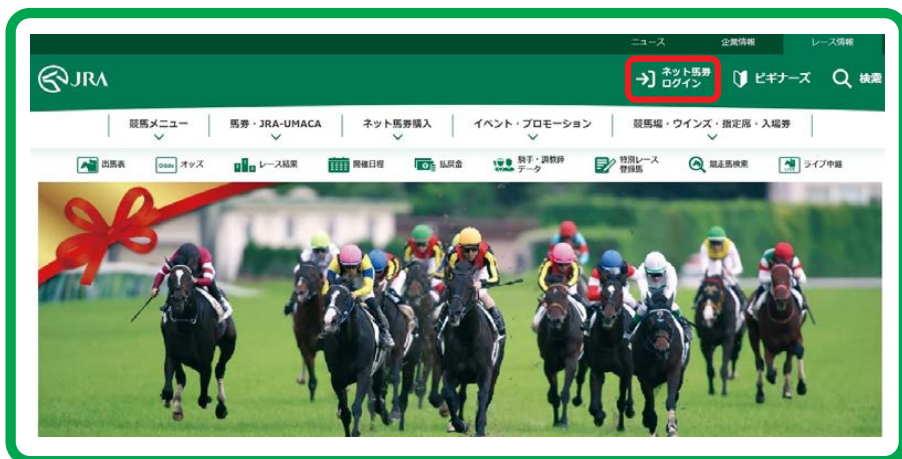 ニュース 企業情報 レース情報
JRA
ネット馬券
ログイン
ビギナーズ
検索
競馬メニュー 馬券・JRA-UMACA ネット馬券購入 イベント・プロモーション 競馬場・ウインズ・指定席・入場券
出馬表 Odds オッズ レース結果 開催日程 払戻金 騎手・調教師
データ 特別レース
登録馬 競走馬検索 LIVE ライブ中継